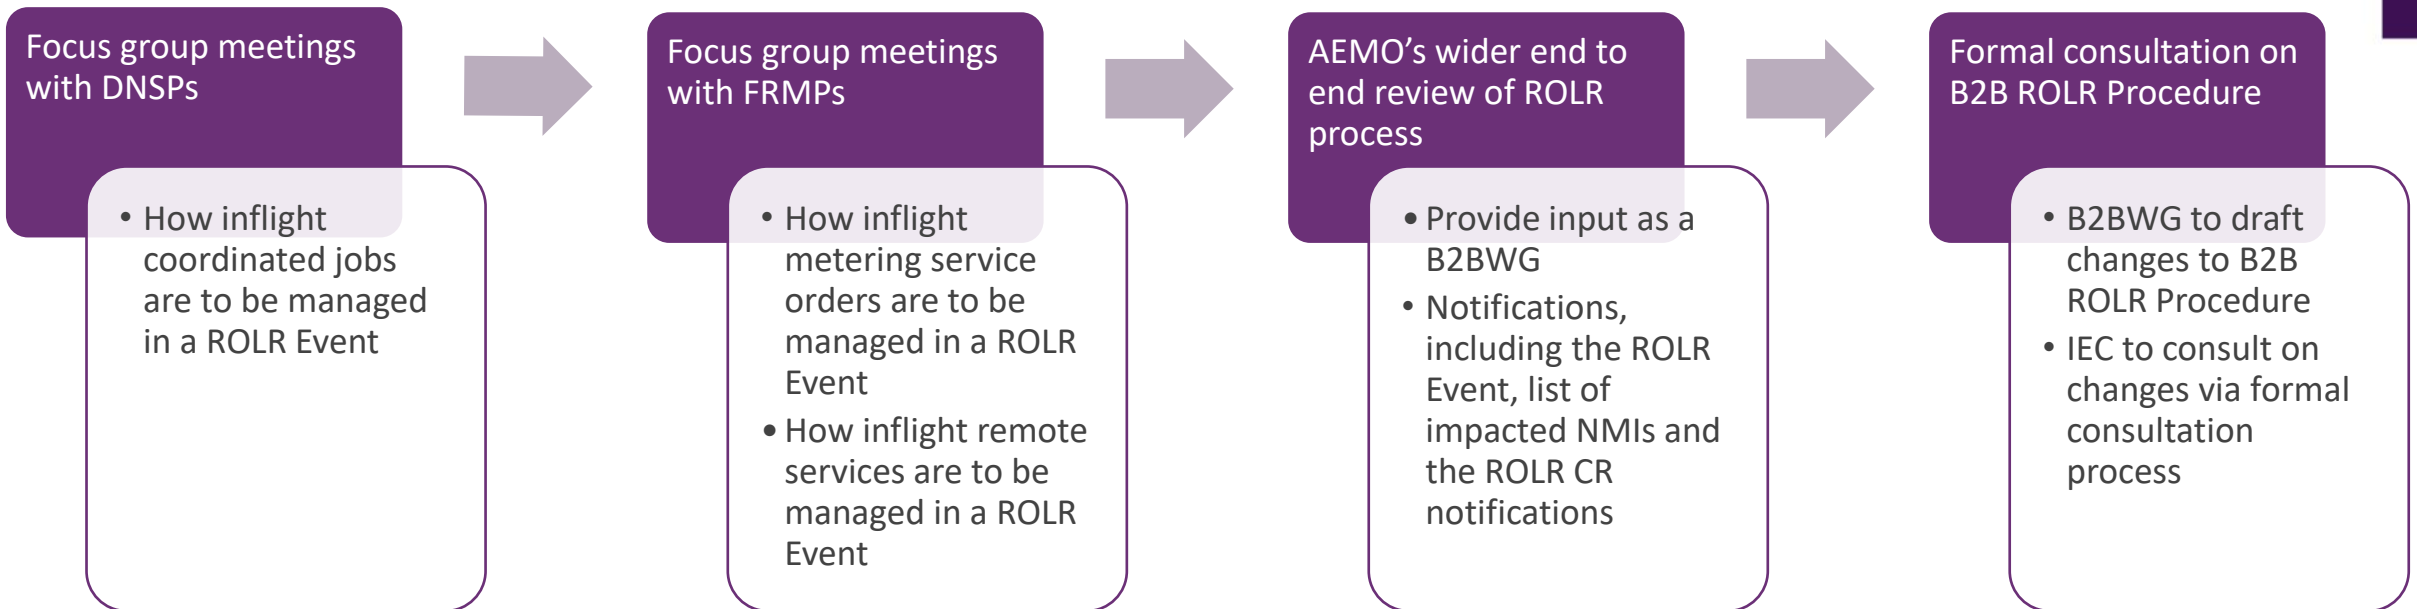 Focus group meetings
with DNSPs
• How inflight
coordinated jobs
are to be managed
in a ROLR Event
Focus group meetings
with FRMPs
• How inflight
metering service
orders are to be
managed in a ROLR
Event
• How inflight remote
services are to be
managed in a ROLR
Event
AEMO’s wider end to
end review of ROLR
process
• Provide input as a
B2BWG
• Notifications,
including the ROLR
Event, list of
impacted NMIs and
the ROLR CR
notifications
Formal consultation on
B2B ROLR Procedure
• B2BWG to draft
changes to B2B
ROLR Procedure
• IEC to consult on
changes via formal
consultation
process